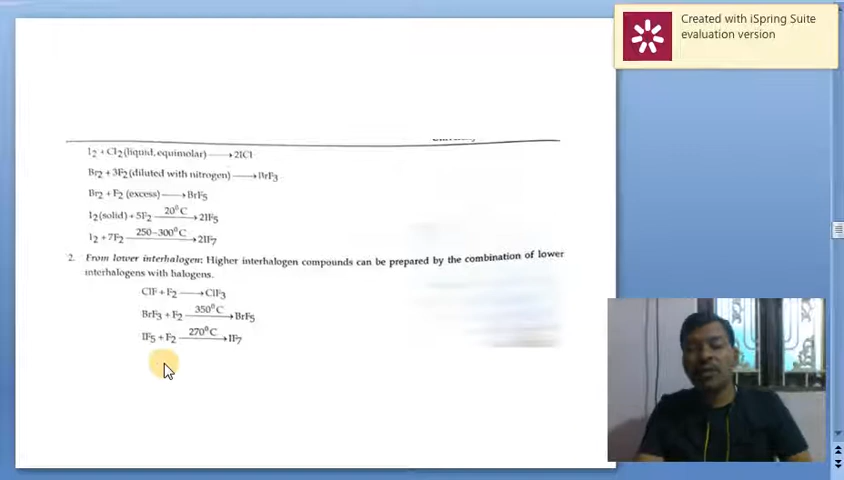 Created with iSpring Suite
evaluation version
I2 + Cl2(liquid, equimolar) ⟶ 2ICl
Br2 + 3F2(diluted with nitrogen) ⟶ BrF3
Br2 + F2 (excess) ⟶ BrF5
I2(solid) + 5F2 20°C ⟶ 2IF5
I2 + 7F2 250–300°C ⟶ 2IF7
2. From lower interhalogen: Higher interhalogen compounds can be prepared by the combination of lower
interhalogens with halogens.
ClF + F2 ⟶ ClF3
BrF3 + F2 350°C ⟶ BrF5
IF5 + F2 270°C ⟶ IF7